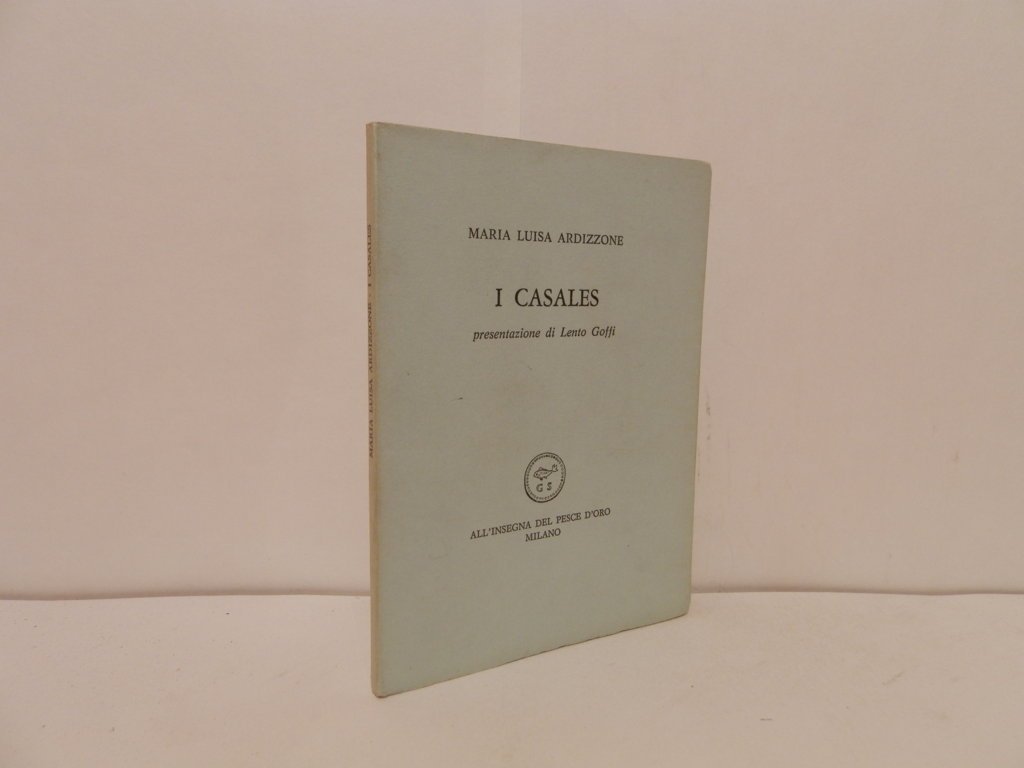 MARIA LUISA ARDIZZONE
I CASALES
presentazione di Lento Goffi
G S
ALL'INSEGNA DEL PESCE D'ORO
MILANO
MARIA LUISA ARDIZZONE - I CASALES